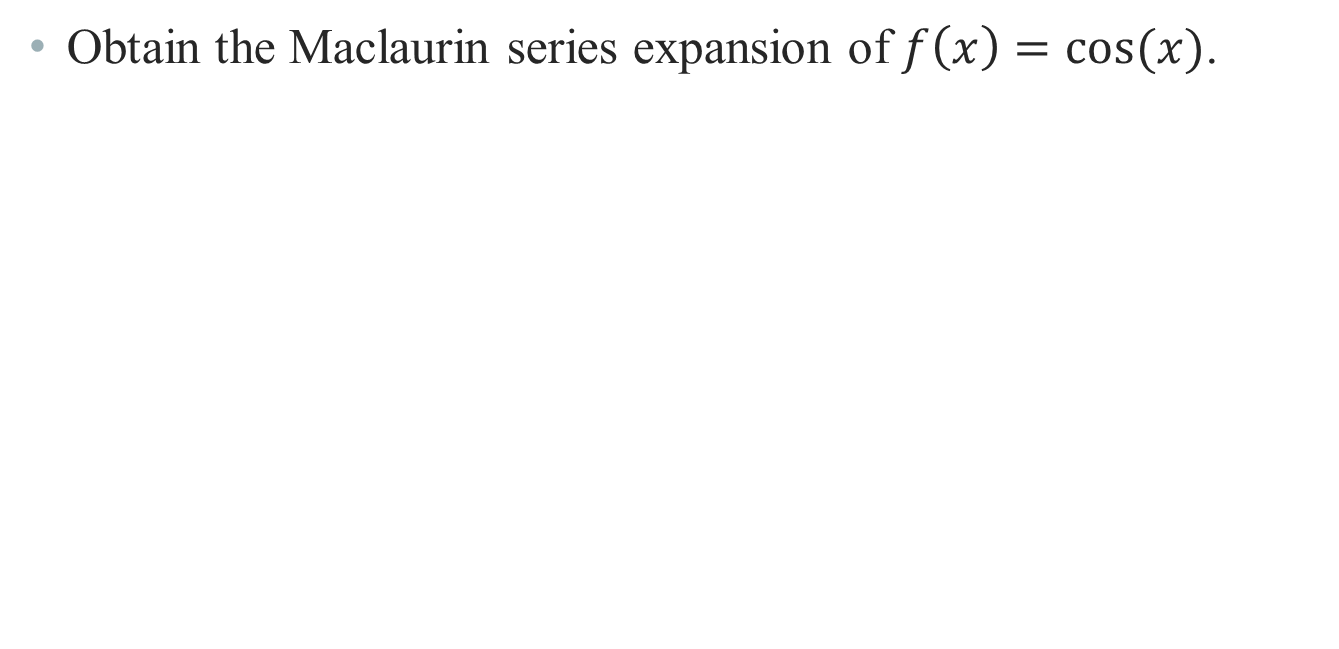 • Obtain the Maclaurin series expansion of f(x) = cos(x).